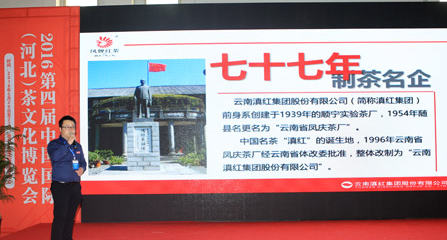 2016第四届中国国际
（河北）茶文化博览会
凤牌红茶
七十七年
制茶名企
云南滇红集团股份有限公司（简称滇红集团）
前身系创建于1939年的顺宁实验茶厂，1954年随
县名更名为“云南省凤庆茶厂”。
中国名茶“滇红”的诞生地，1996年云南省
凤庆茶厂经云南省体改委批准，整体改制为“云
南滇红集团股份有限公司”。
云南滇红集团股份有限公司